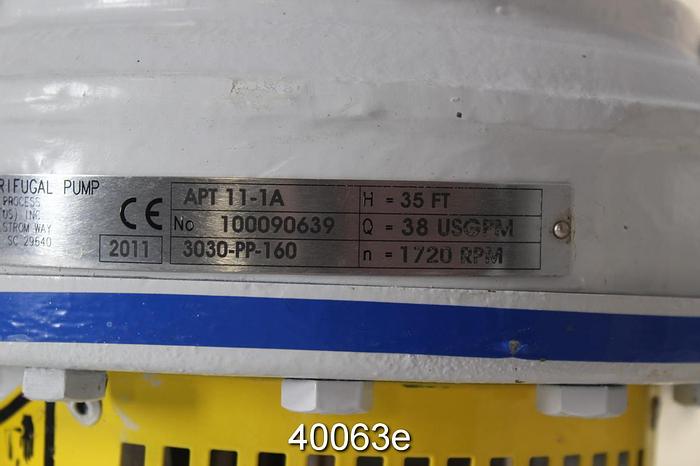 RIFUGAL PUMP
PROCESS
US) INC
STROM WAY
SC 29640
CE
2011
APT 11-1A
No 100090639
3030-PP-160
H = 35 FT
Q = 38 USGPM
n = 1720 RPM
40063e